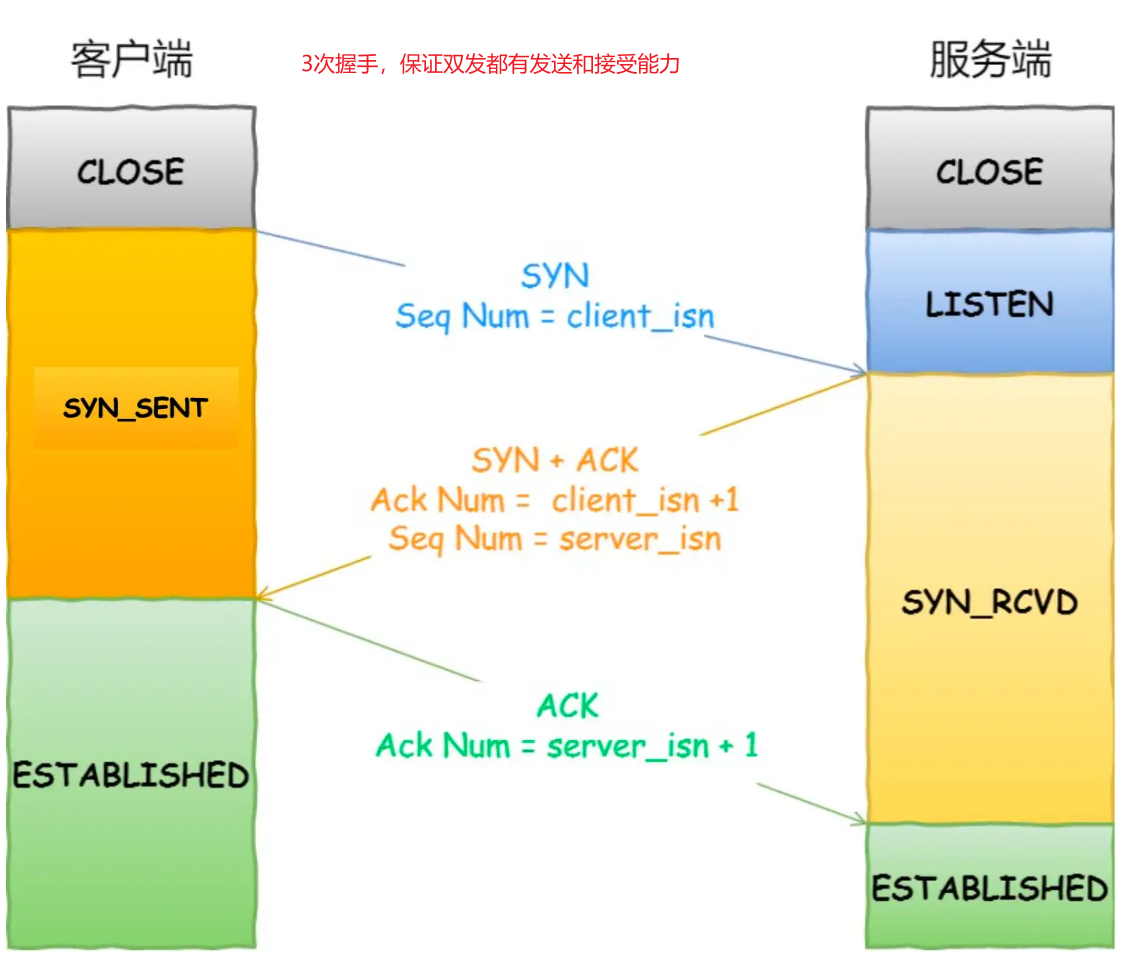 客户端
3次握手，保证双发都有发送和接受能力
服务端
CLOSE
CLOSE
SYN
Seq Num = client_isn
LISTEN
SYN_SENT
SYN + ACK
Ack Num = client_isn +1
Seq Num = server_isn
SYN_RCVD
ACK
Ack Num = server_isn + 1
ESTABLISHED
ESTABLISHED